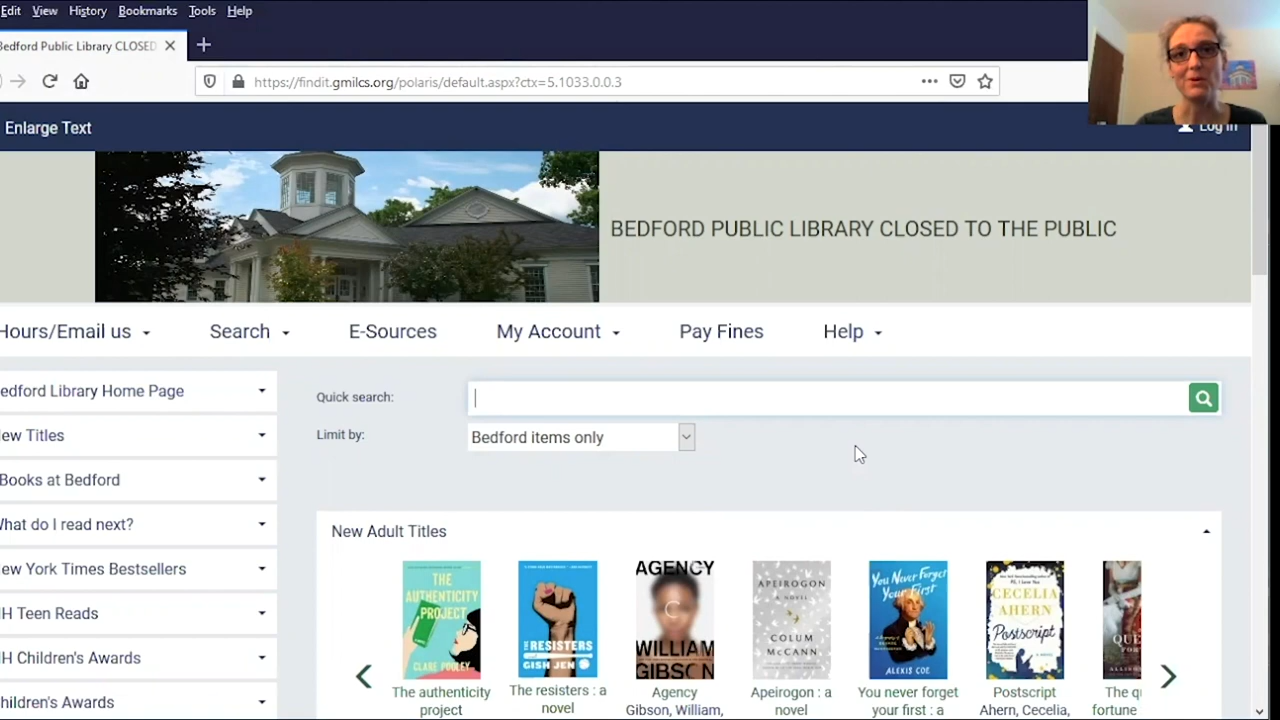 Edit View History Bookmarks Tools Help
Bedford Public Library CLOSED
https://findit.gmilcs.org/polaris/default.aspx?ctx=5.1033.0.0.3
Enlarge Text
Log In
BEDFORD PUBLIC LIBRARY CLOSED TO THE PUBLIC
Hours/Email us Search E-Sources My Account Pay Fines Help
edford Library Home Page
ew Titles
Books at Bedford
What do I read next?
ew York Times Bestsellers
H Teen Reads
H Children's Awards
hildren's Awards
Quick search:
Limit by: Bedford items only
New Adult Titles
THE AUTHENTICITY PROJECT
CLARE POOLEY
THE RESISTERS
GISH JEN
AGENCY
WILLIAM GIBSON
APEIROGON
A NOVEL
COLUM McCANN
You Never Forget Your First
ALEXIS COE
CECELIA AHERN
Postscript
The authenticity project
The resisters : a novel
Agency
Gibson, William,
Apeirogon : a novel
You never forget your first : a
Postscript
Ahern, Cecelia,
The q
fortune